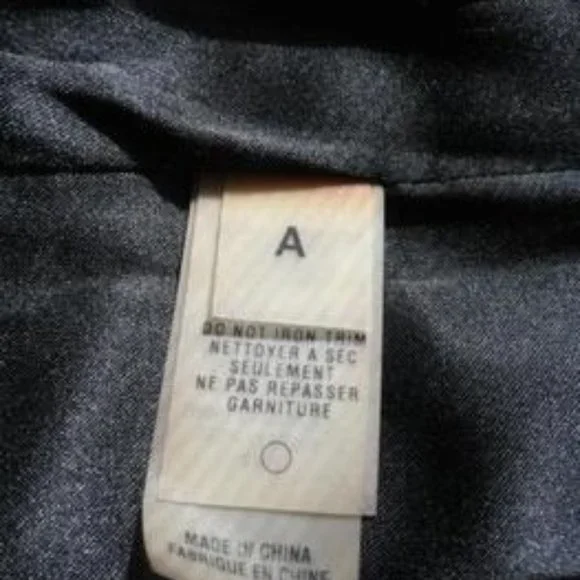 A
DO NOT IRON TRIM
NETTOYER A SEC
SEULEMENT
NE PAS REPASSER
GARNITURE
MADE IN CHINA
FABRIQUE EN CHINE